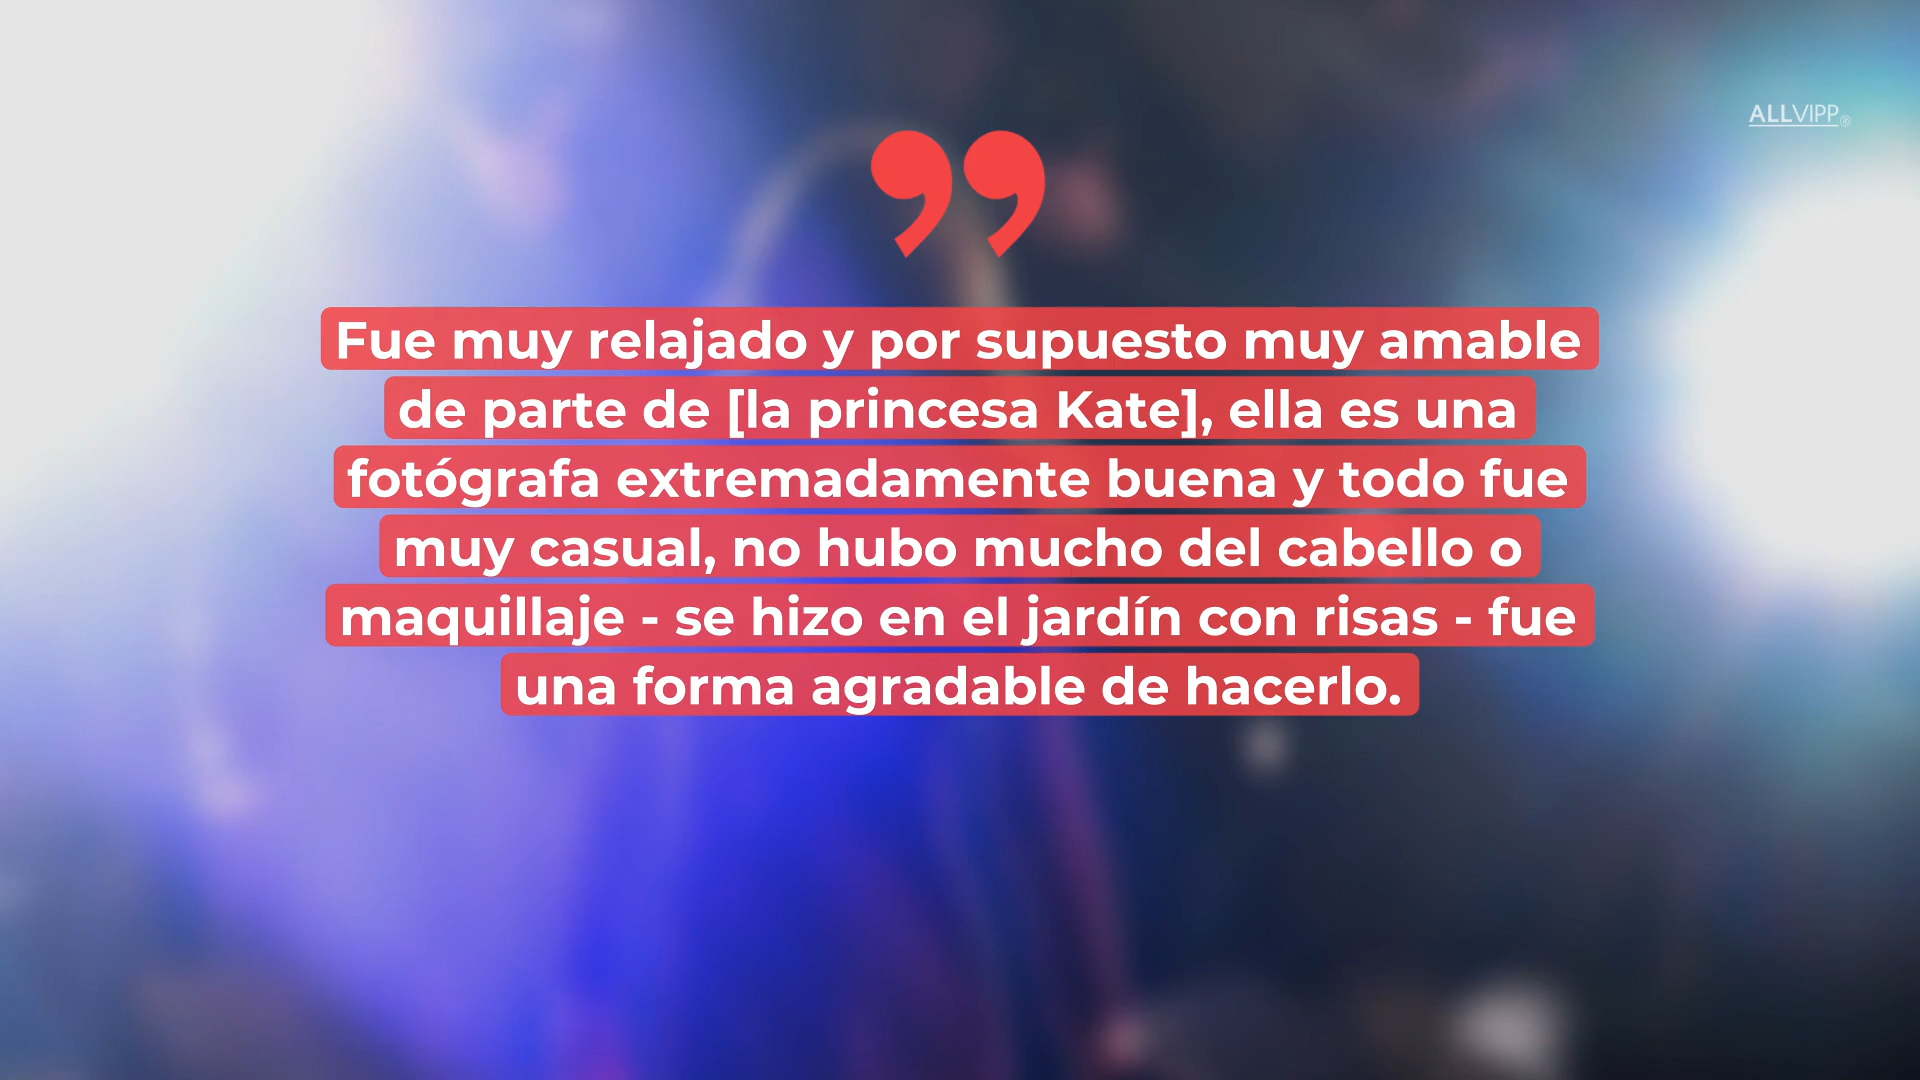 ALLVIPP
”
Fue muy relajado y por supuesto muy amable
de parte de [la princesa Kate], ella es una
fotógrafa extremadamente buena y todo fue
muy casual, no hubo mucho del cabello o
maquillaje - se hizo en el jardín con risas - fue
una forma agradable de hacerlo.